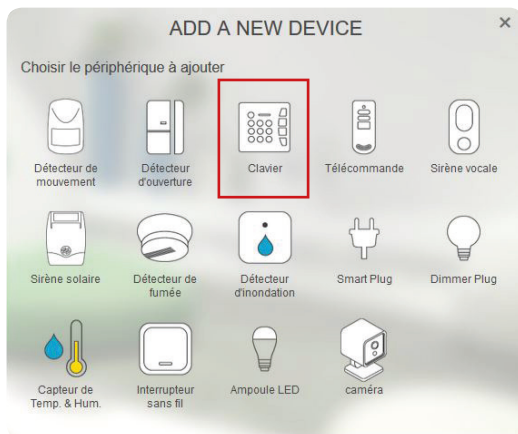 ADD A NEW DEVICE
×
Choisir le périphérique à ajouter
Détecteur de
mouvement
Détecteur
d'ouverture
Clavier
Télécommande
Sirène vocale
Sirène solaire
Détecteur de
fumée
Détecteur
d'inondation
Smart Plug
Dimmer Plug
Capteur de
Temp. & Hum.
Interrupteur
sans fil
Ampoule LED
caméra